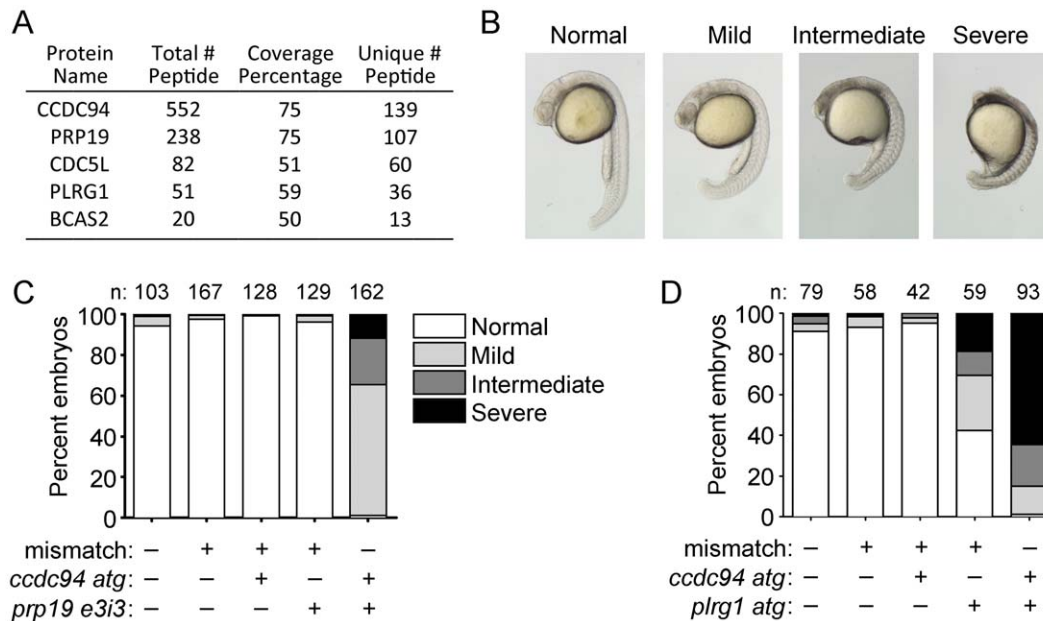 A
Protein Name Total # Peptide Coverage Percentage Unique # Peptide
CCDC94 552 75 139
PRP19 238 75 107
CDC5L 82 51 60
PLRG1 51 59 36
BCAS2 20 50 13
B
Normal Mild Intermediate Severe
C
n: 103 167 128 129 162
Percent embryos
100
80
60
40
20
0
mismatch: – + + + –
ccdc94 atg: – – + – +
prp19 e3i3: – – – + +
Normal
Mild
Intermediate
Severe
D
n: 79 58 42 59 93
Percent embryos
100
80
60
40
20
0
mismatch: – + + + –
ccdc94 atg: – – + – +
plrg1 atg: – – – + +